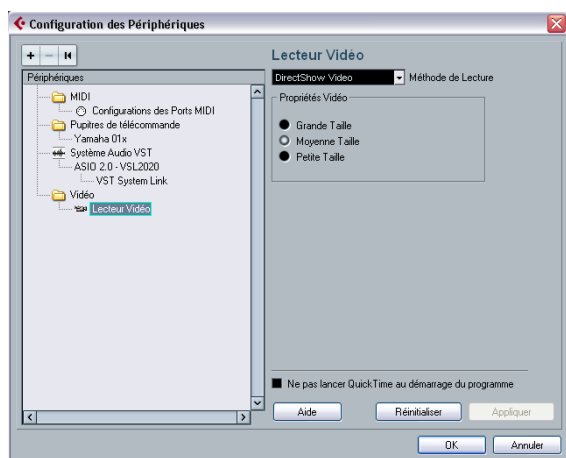 Configuration des Périphériques
+ - 
Périphériques
MIDI
Configurations des Ports MIDI
Pupitres de télécommande
Yamaha 01x
Système Audio VST
ASIO 2.0 - VSL2020
VST System Link
Vidéo
Lecteur Vidéo
Lecteur Vidéo
DirectShow Video Méthode de Lecture
Propriétés Vidéo
Grande Taille
Moyenne Taille
Petite Taille
Ne pas lancer QuickTime au démarrage du programme
Aide Réinitialiser Appliquer
OK Annuler